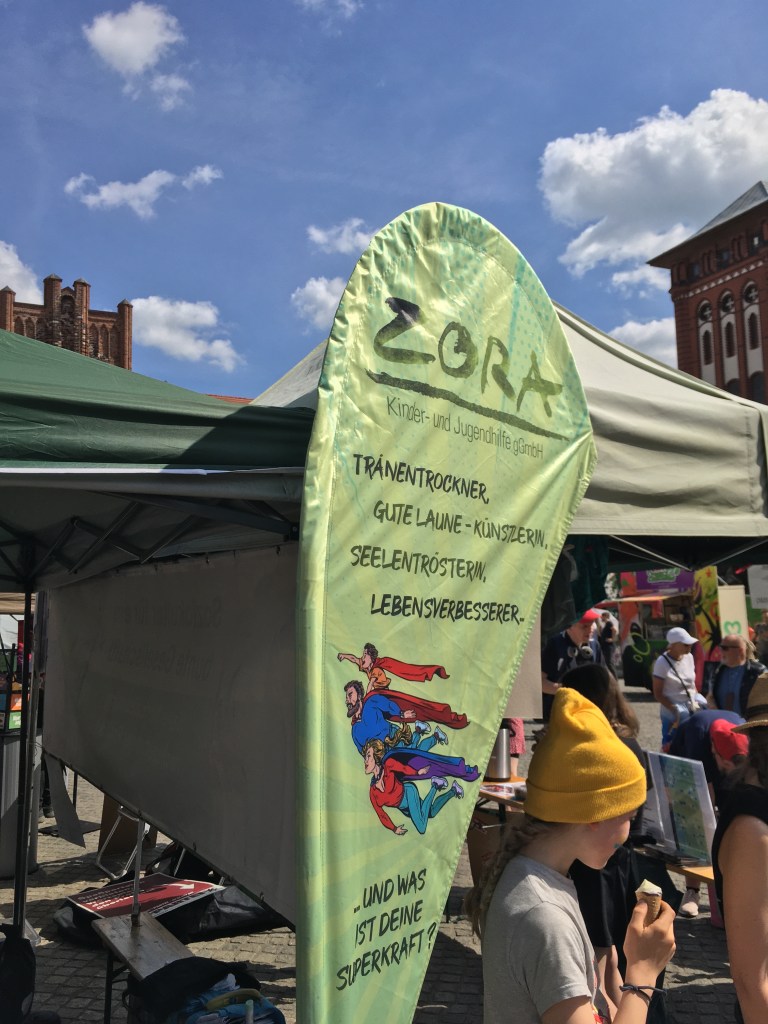 ZORA
Kinder- und Jugendhilfe gGmbH
TRÄNENTROCKNER,
GUTE LAUNE - KÜNSTLERIN,
SEELENTRÖSTERIN,
LEBENSVERBESSERER...
...UND WAS
IST DEINE
SUPERKRAFT?